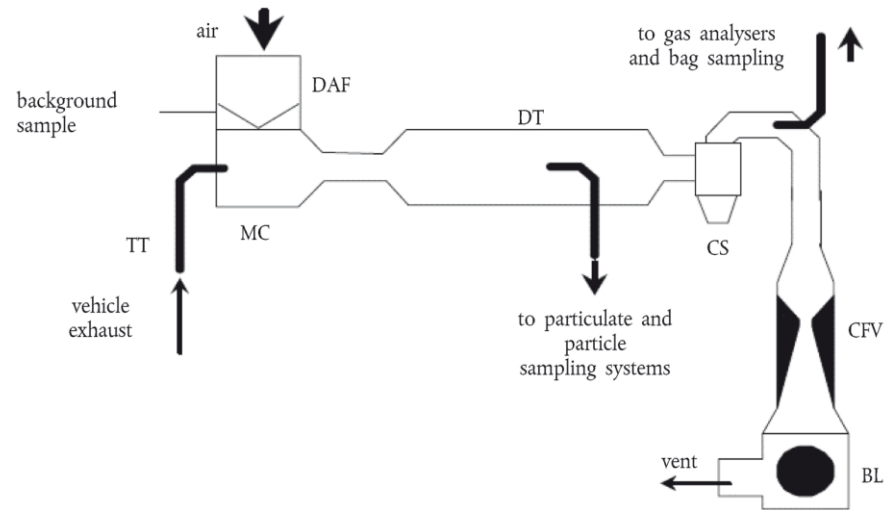 air
to gas analysers
and bag sampling
DAF
background
sample
DT
TT
MC
CS
vehicle
exhaust
to particulate and
particle
sampling systems
CFV
vent
BL